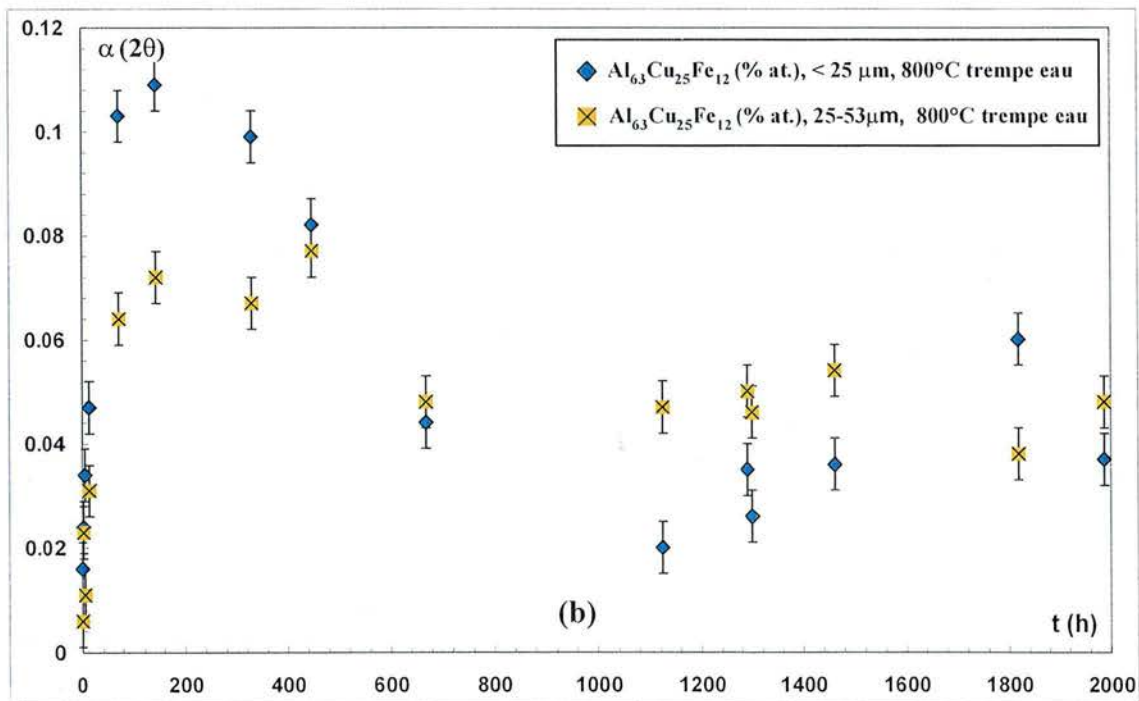 0.12
α (2θ)
Al₆₃Cu₂₅Fe₁₂ (% at.), < 25 μm, 800°C trempe eau
Al₆₃Cu₂₅Fe₁₂ (% at.), 25-53μm, 800°C trempe eau
0.1
0.08
0.06
0.04
0.02
(b)
t (h)
0
0 200 400 600 800 1000 1200 1400 1600 1800 2000